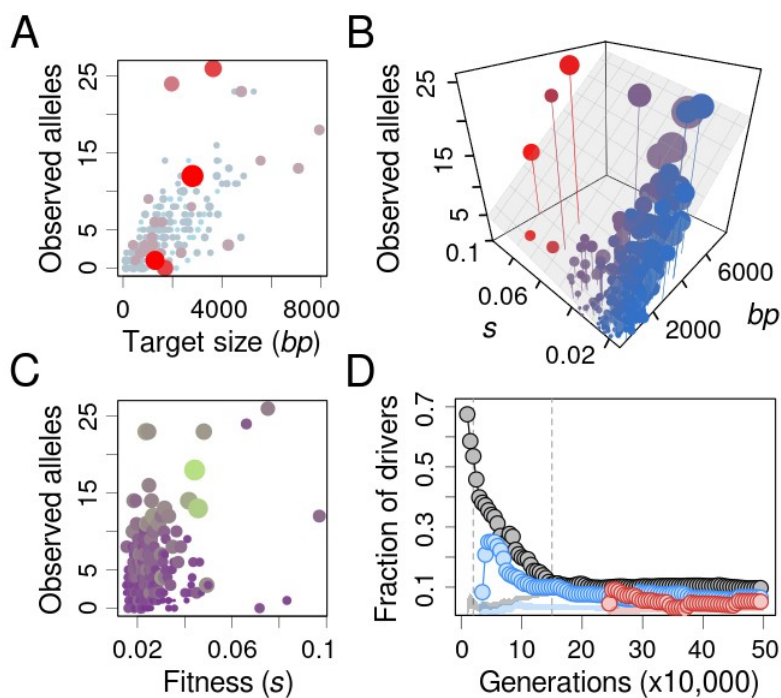 A
Observed alleles
0 5 15 25
0 4000 8000
Target size (bp)
B
Observed alleles
5 15 25
0.1 0.06 0.02
s
2000 6000
bp
C
Observed alleles
0 5 15 25
0.02 0.06 0.1
Fitness (s)
D
Fraction of drivers
0.1 0.3 0.5 0.7
0 10 20 30 40 50
Generations (x10,000)